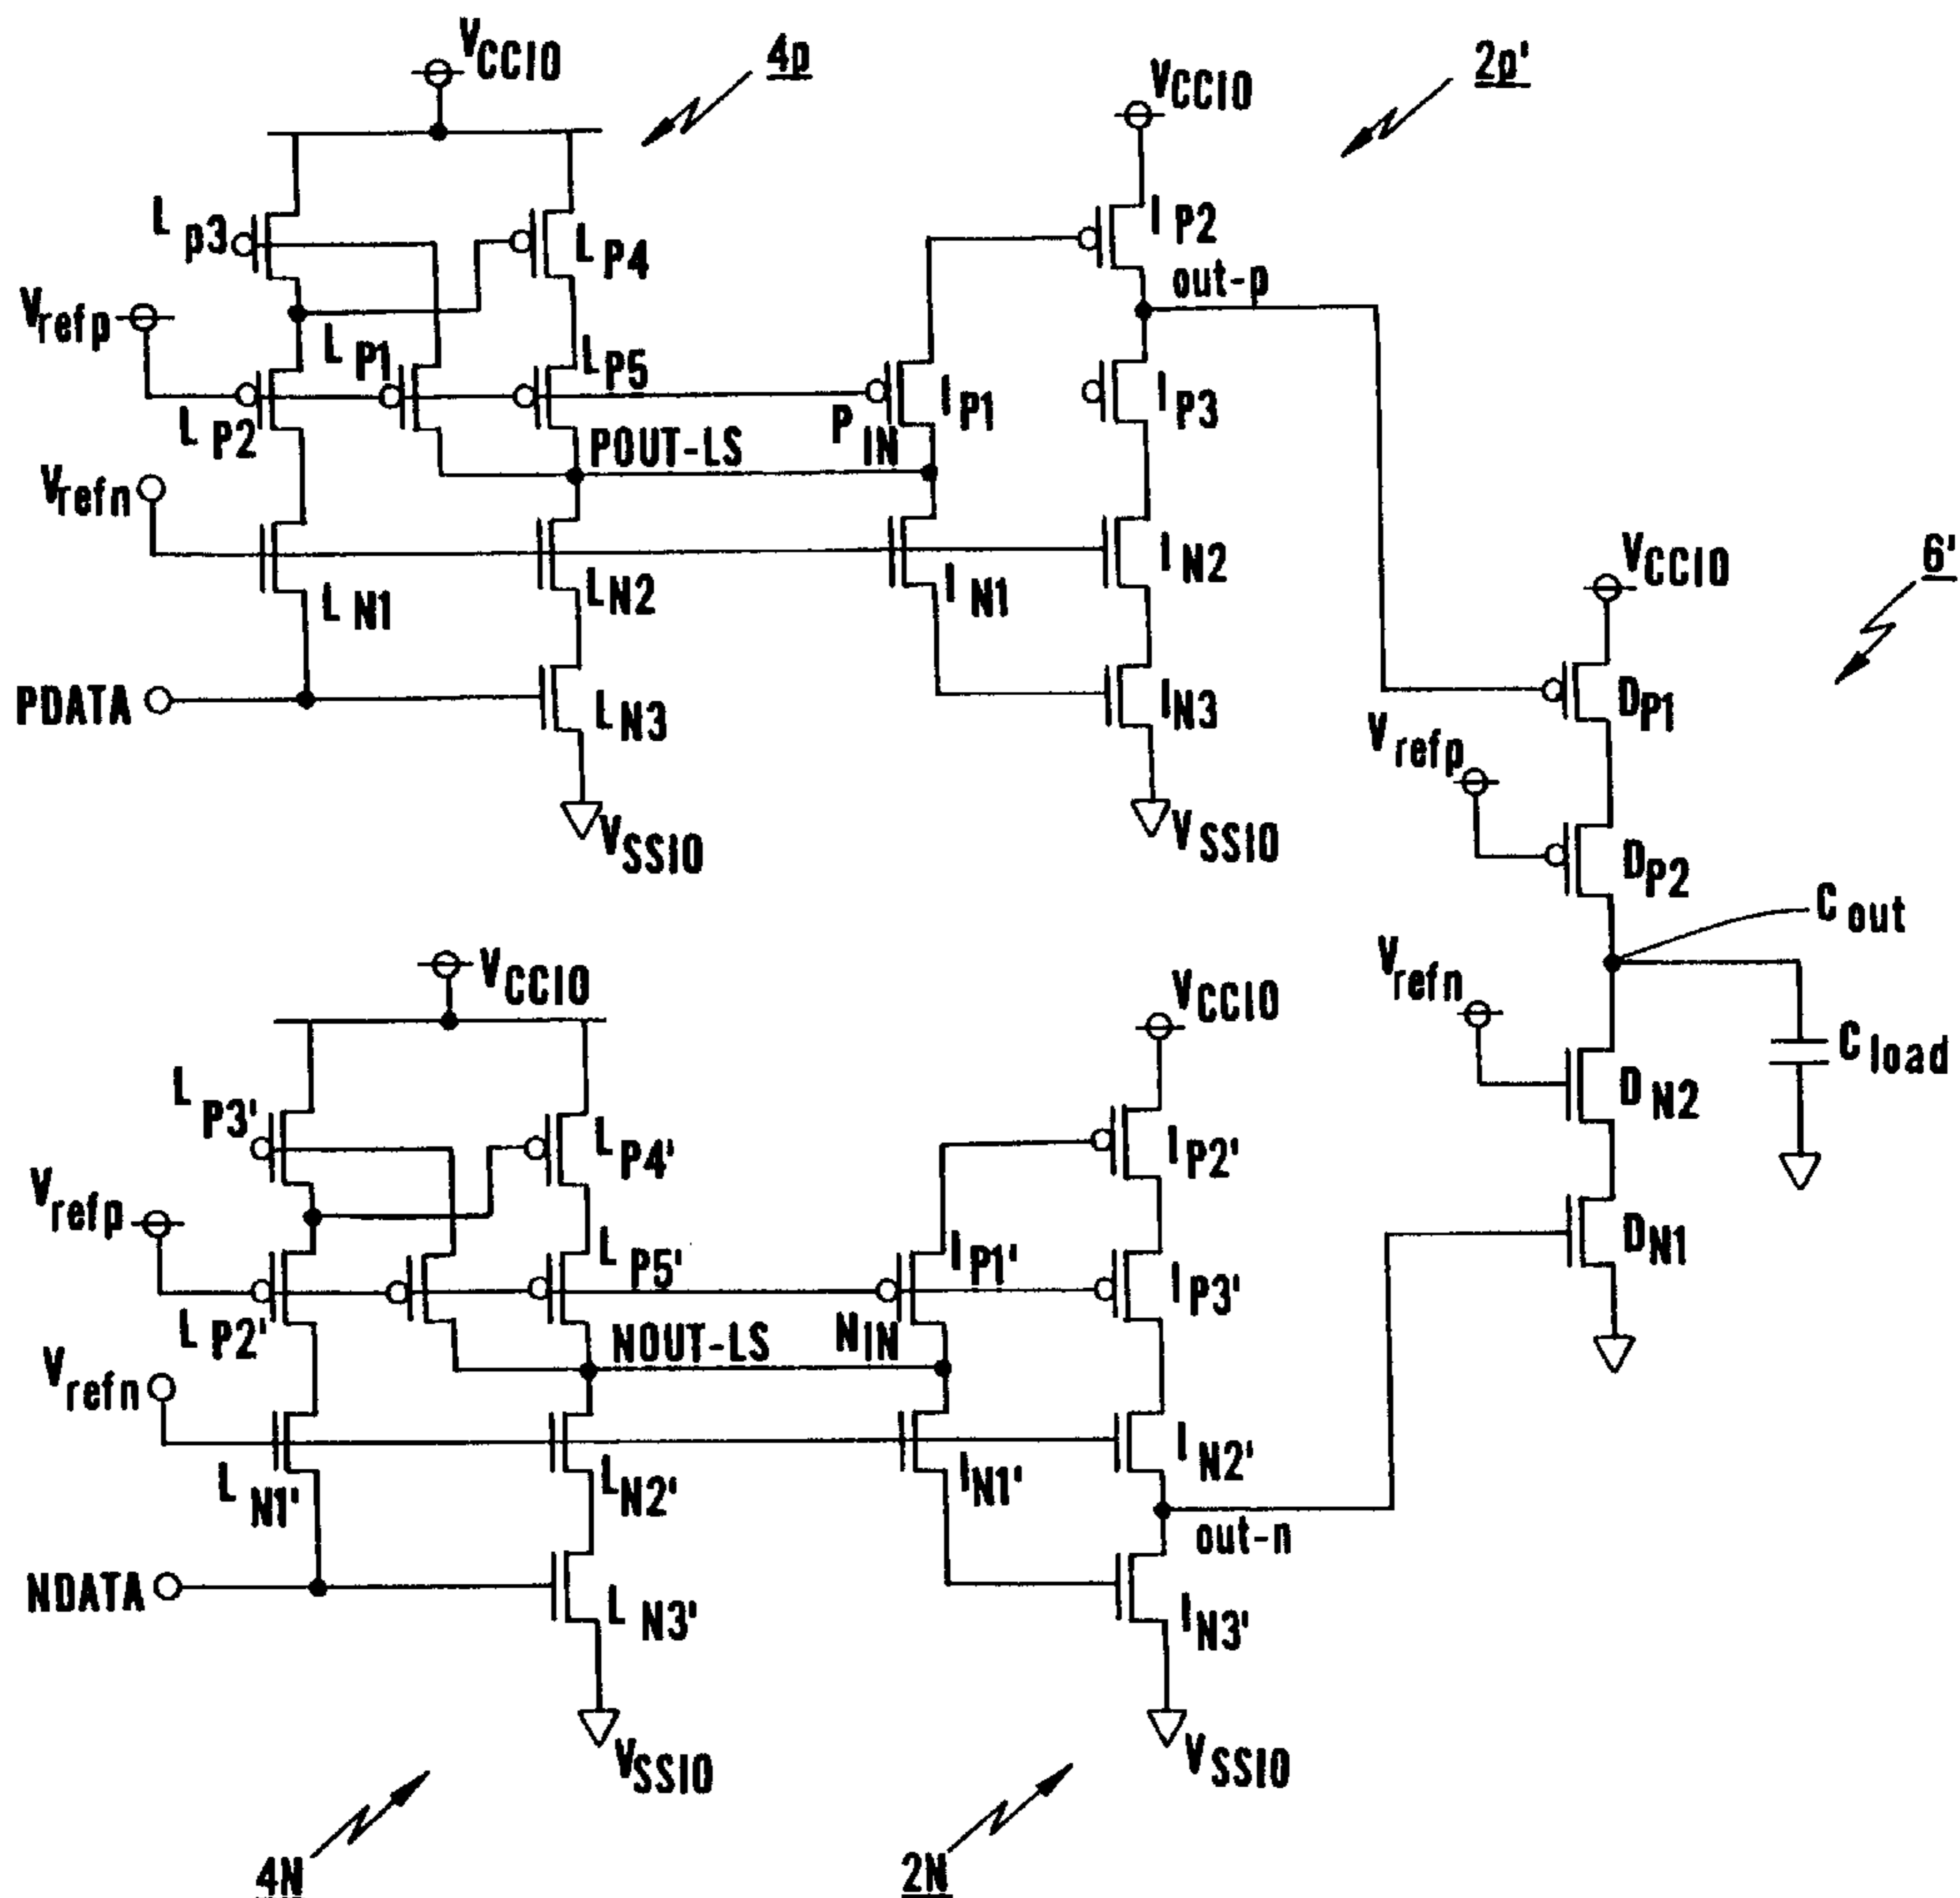 VCCIO
4p
2p'
VCCIO
Lp3
LP4
IP2
out-p
Vrefp
LP1
LP5
LP2
PIN
IP1
IP3
POUT-LS
Vrefn
LN1
LN2
IN1
IN2
VCCIO
6'
PDATA
LN3
IN3
DP1
Vrefp
VSSIO
VSSIO
DP2
Cout
VCCIO
Vrefn
VCCIO
Cload
LP3'
LP4'
IP2'
DN2
Vrefp
LP5'
IP1'
IP3'
DN1
LP2'
NOUT-LS
NIN
Vrefn
LN1'
LN2'
IN1'
IN2'
out-n
NDATA
LN3'
IN3'
VSSIO
VSSIO
4N
2N